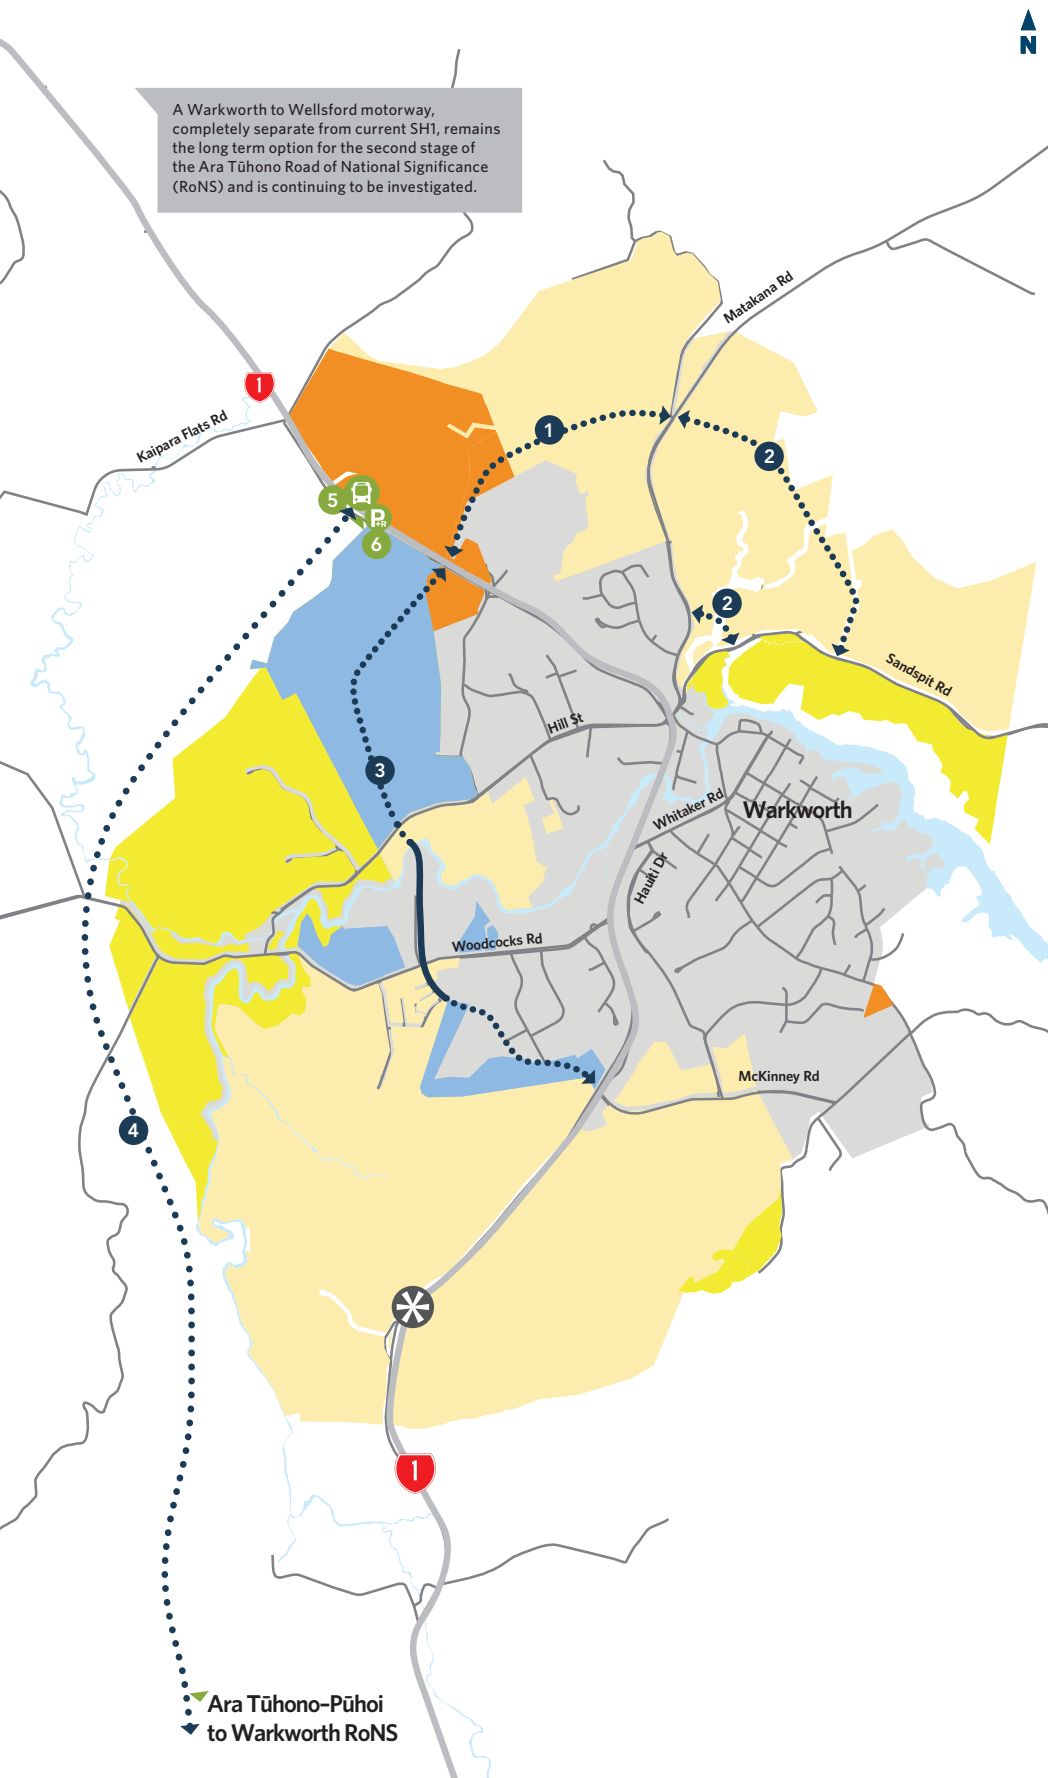 N
A Warkworth to Wellsford motorway,
completely separate from current SH1, remains
the long term option for the second stage of
the Ara Tūhono Road of National Significance
(RoNS) and is continuing to be investigated.
Matakana Rd
1
Kaipara Flats Rd
1
2
5
P
+R
6
2
Sandspit Rd
Hill St
3
Whitaker Rd
Warkworth
Hauiti Dr
Woodcocks Rd
McKinney Rd
4
1
Ara Tūhono–Pūhoi
to Warkworth RoNS